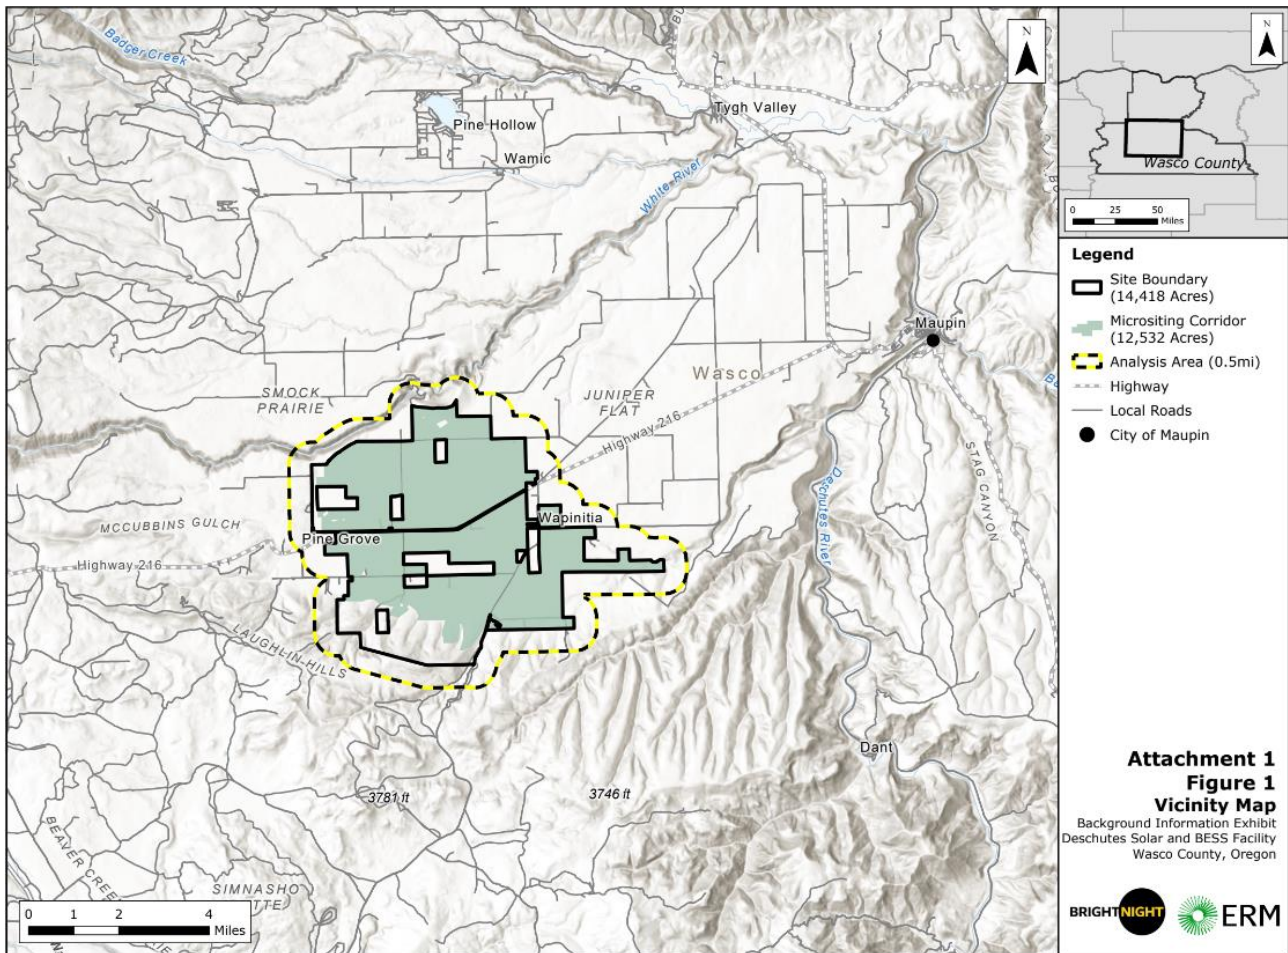 Badger Creek
Pine Hollow
Wamic
Tygh Valley
White River
N
Maupin
Wasco
SMOCK
PRAIRIE
JUNIPER
FLAT
Highway 216
Wapinitia
MCCUBBINS GULCH
Pine Grove
Highway 216
LAUGHLIN HILLS
Deschutes River
STAG CANYON
Dant
3781 ft
3746 ft
SIMNASHO
0 1 2 4
Miles
N
Wasco County
0 25 50
Miles
Legend
Site Boundary
(14,418 Acres)
Micrositing Corridor
(12,532 Acres)
Analysis Area (0.5mi)
Highway
Local Roads
City of Maupin
Attachment 1
Figure 1
Vicinity Map
Background Information Exhibit
Deschutes Solar and BESS Facility
Wasco County, Oregon
BRIGHTNIGHT
ERM